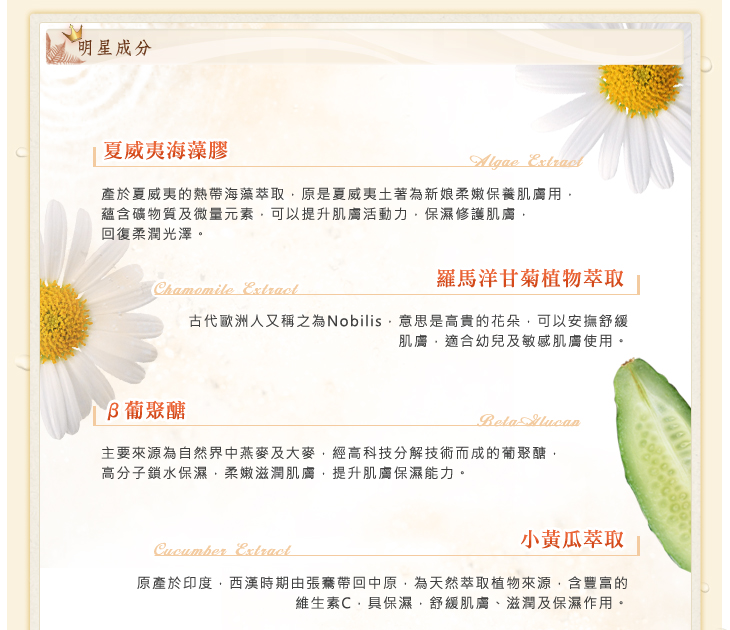 明星成分
夏威夷海藻膠
Algae Extract
產於夏威夷的熱帶海藻萃取，原是夏威夷土著為新娘柔嫩保養肌膚用，
蘊含礦物質及微量元素，可以提升肌膚活動力，保濕修護肌膚，
回復柔潤光澤。
羅馬洋甘菊植物萃取
Chamomile Extract
古代歐洲人又稱之為Nobilis，意思是高貴的花朵，可以安撫舒緩
肌膚，適合幼兒及敏感肌膚使用。
β葡聚醣
Beta-Glucan
主要來源為自然界中燕麥及大麥，經高科技分解技術而成的葡聚醣，
高分子鎖水保濕，柔嫩滋潤肌膚，提升肌膚保濕能力。
小黃瓜萃取
Cucumber Extract
原產於印度，西漢時期由張騫帶回中原，為天然萃取植物來源，含豐富的
維生素C，具保濕，舒緩肌膚、滋潤及保濕作用。